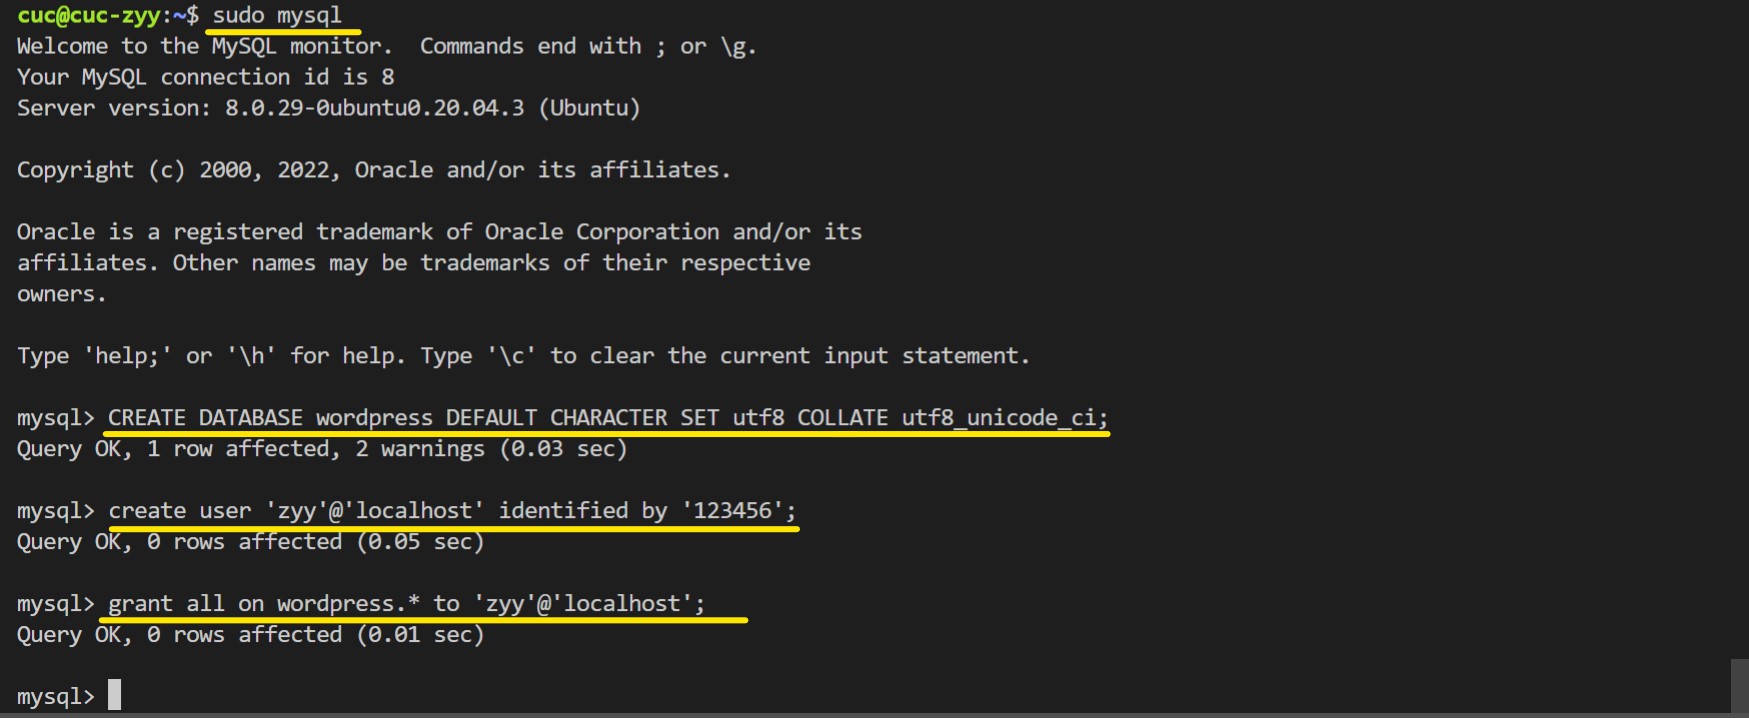 cuc@cuc-zyy:~$ sudo mysql
Welcome to the MySQL monitor.  Commands end with ; or \g.
Your MySQL connection id is 8
Server version: 8.0.29-0ubuntu0.20.04.3 (Ubuntu)
Copyright (c) 2000, 2022, Oracle and/or its affiliates.
Oracle is a registered trademark of Oracle Corporation and/or its
affiliates. Other names may be trademarks of their respective
owners.
Type 'help;' or '\h' for help. Type '\c' to clear the current input statement.
mysql> CREATE DATABASE wordpress DEFAULT CHARACTER SET utf8 COLLATE utf8_unicode_ci;
Query OK, 1 row affected, 2 warnings (0.03 sec)
mysql> create user 'zyy'@'localhost' identified by '123456';
Query OK, 0 rows affected (0.05 sec)
mysql> grant all on wordpress.* to 'zyy'@'localhost';
Query OK, 0 rows affected (0.01 sec)
mysql>